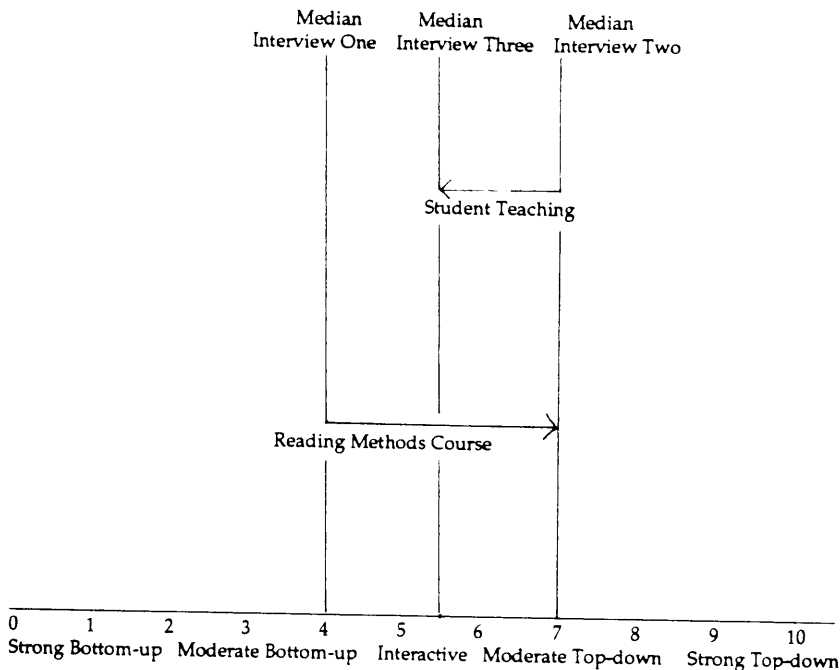 Median Median Median
Interview One Interview Three Interview Two
Student Teaching
Reading Methods Course
0 1 2 3 4 5 6 7 8 9 10
Strong Bottom-up Moderate Bottom-up Interactive Moderate Top-down Strong Top-down